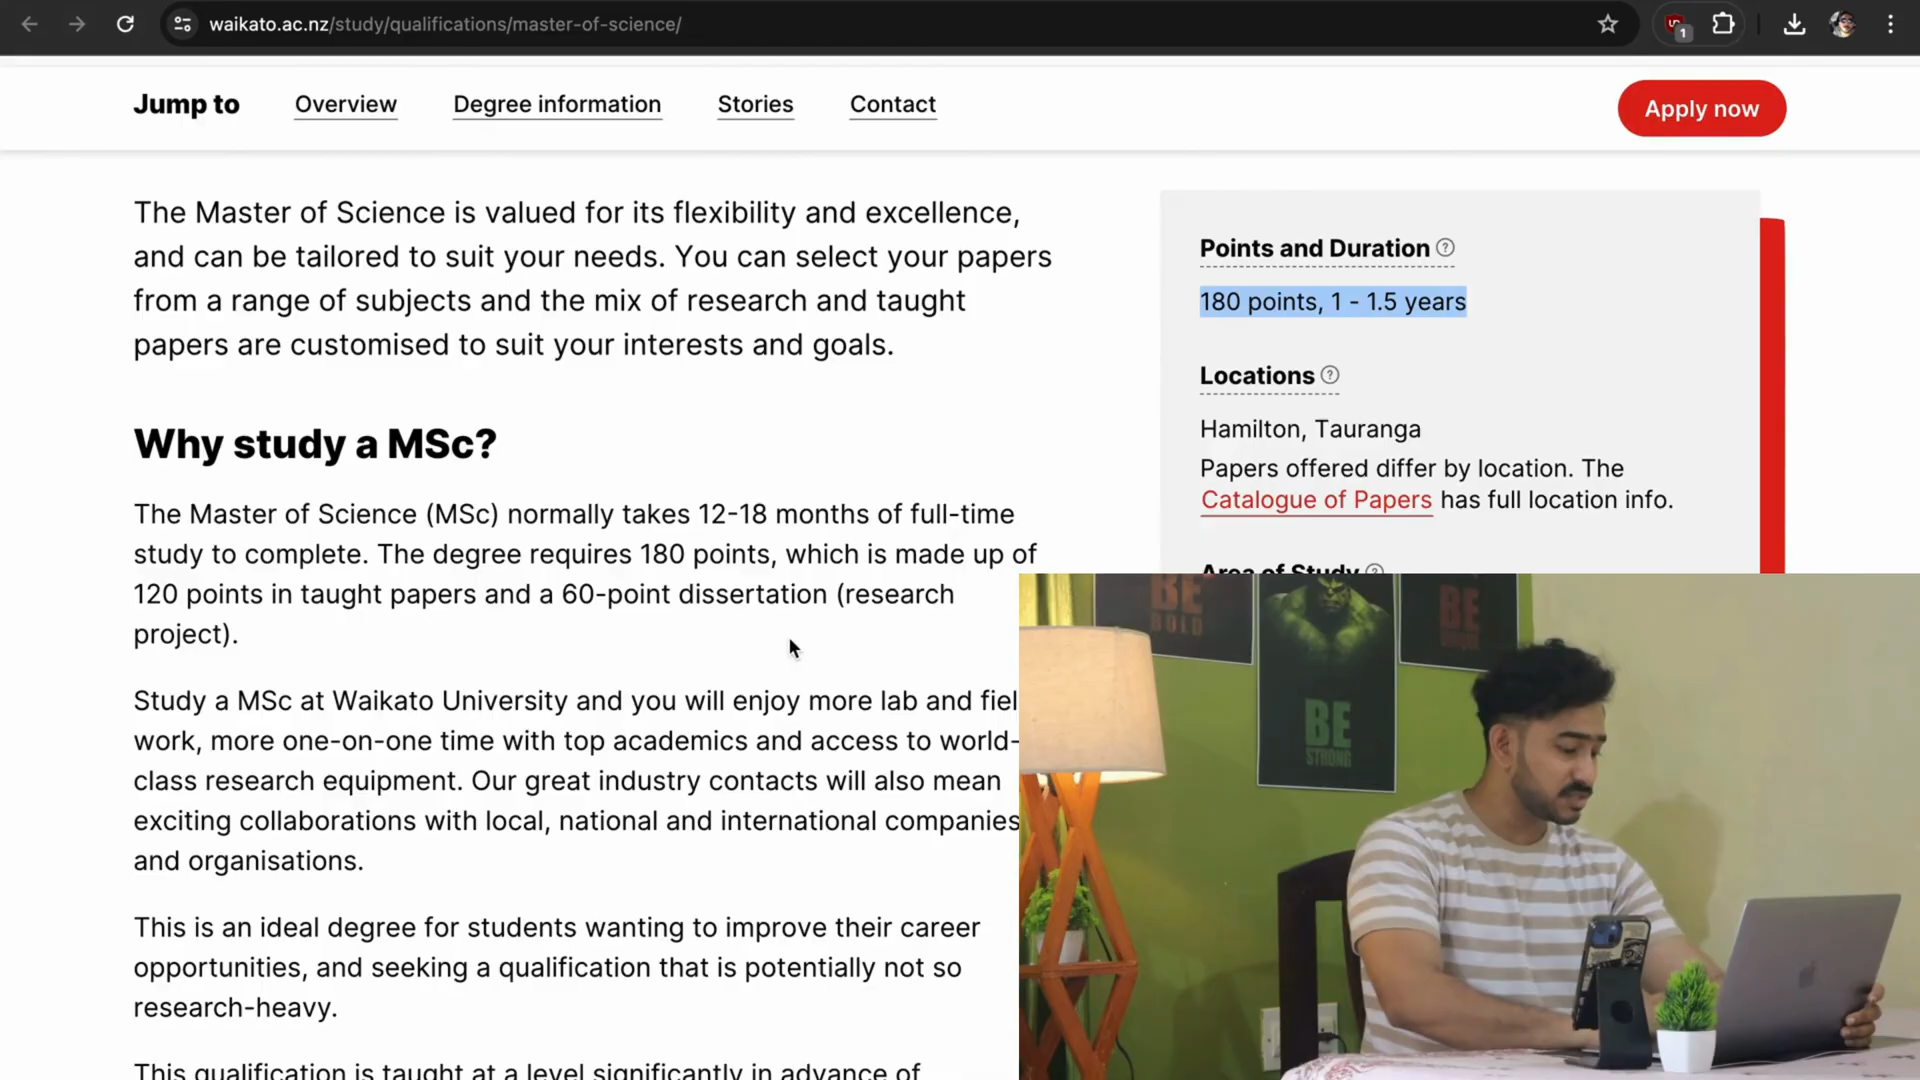 waikato.ac.nz/study/qualifications/master-of-science/
1
Jump to
Overview
Degree information
Stories
Contact
Apply now
The Master of Science is valued for its flexibility and excellence,
and can be tailored to suit your needs. You can select your papers
from a range of subjects and the mix of research and taught
papers are customised to suit your interests and goals.
Why study a MSc?
The Master of Science (MSc) normally takes 12-18 months of full-time
study to complete. The degree requires 180 points, which is made up of
120 points in taught papers and a 60-point dissertation (research
project).
Study a MSc at Waikato University and you will enjoy more lab and fiel
work, more one-on-one time with top academics and access to world-
class research equipment. Our great industry contacts will also mean
exciting collaborations with local, national and international companies
and organisations.
This is an ideal degree for students wanting to improve their career
opportunities, and seeking a qualification that is potentially not so
research-heavy.
This qualification is taught at a level significantly in advance of
Points and Duration
180 points, 1 - 1.5 years
Locations
Hamilton, Tauranga
Papers offered differ by location. The
Catalogue of Papers has full location info.
Area of Study
BE
BOLD
BE
STRONG
BE